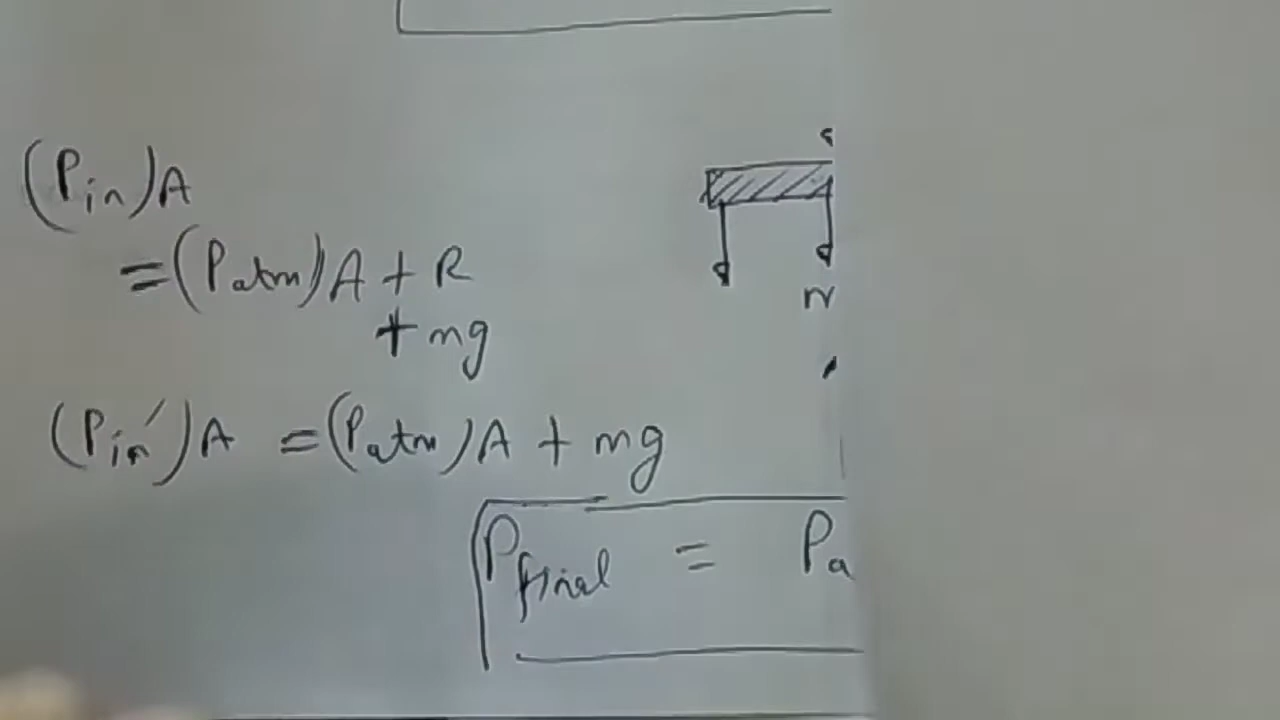 (Pin)A
= (Patm)A + R
+ mg
(Pin')A = (Patm)A + mg
Pfinal = Pa